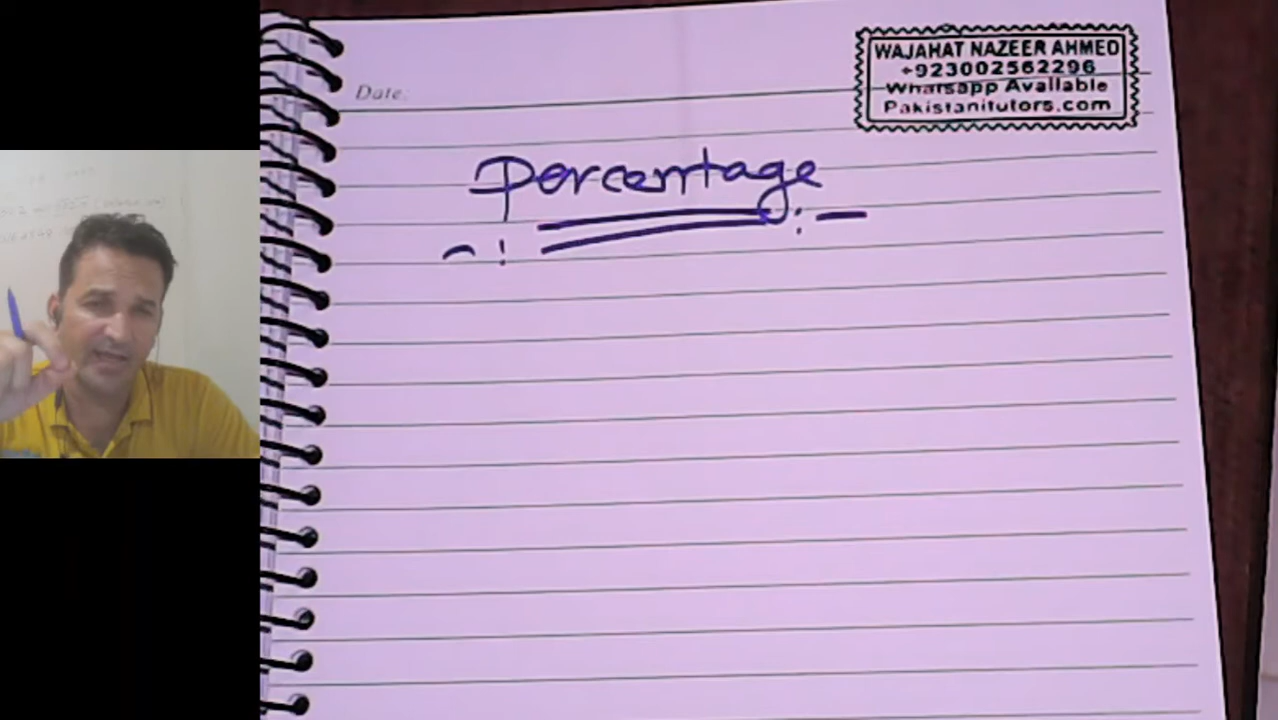 Date:
WAJAHAT NAZEER AHMED
+923002562296
Whatsapp Available
Pakistanitutors.com
Percentage